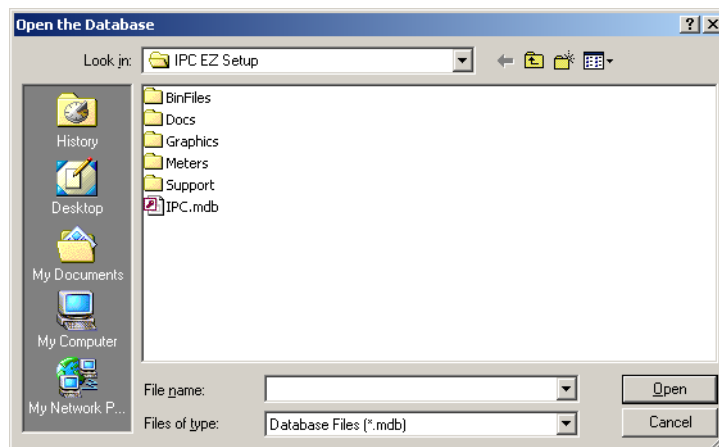 Open the Database
Look in: IPC EZ Setup
History
Desktop
My Documents
My Computer
My Network P...
BinFiles
Docs
Graphics
Meters
Support
IPC.mdb
File name:
Open
Files of type: Database Files (*.mdb)
Cancel